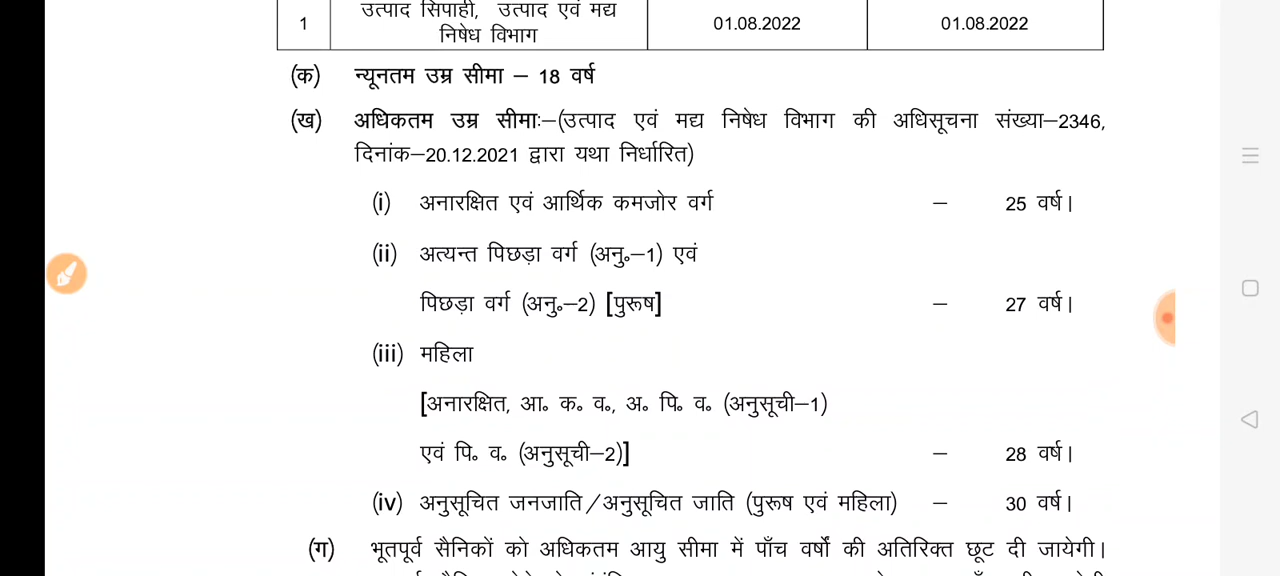 1 उत्पाद सिपाही, उत्पाद एवं मद्य निषेध विभाग 01.08.2022 01.08.2022
(क) न्यूनतम उम्र सीमा – 18 वर्ष
(ख) अधिकतम उम्र सीमाः–(उत्पाद एवं मद्य निषेध विभाग की अधिसूचना संख्या–2346,
दिनांक–20.12.2021 द्वारा यथा निर्धारित)
(i) अनारक्षित एवं आर्थिक कमजोर वर्ग – 25 वर्ष।
(ii) अत्यन्त पिछड़ा वर्ग (अनु॰–1) एवं
पिछड़ा वर्ग (अनु॰–2) [पुरूष] – 27 वर्ष।
(iii) महिला
[अनारक्षित, आ॰ क॰ व॰, अ॰ पि॰ व॰ (अनुसूची–1)
एवं पि॰ व॰ (अनुसूची–2)] – 28 वर्ष।
(iv) अनुसूचित जनजाति/अनुसूचित जाति (पुरूष एवं महिला) – 30 वर्ष।
(ग) भूतपूर्व सैनिकों को अधिकतम आयु सीमा में पाँच वर्षों की अतिरिक्त छूट दी जायेगी।